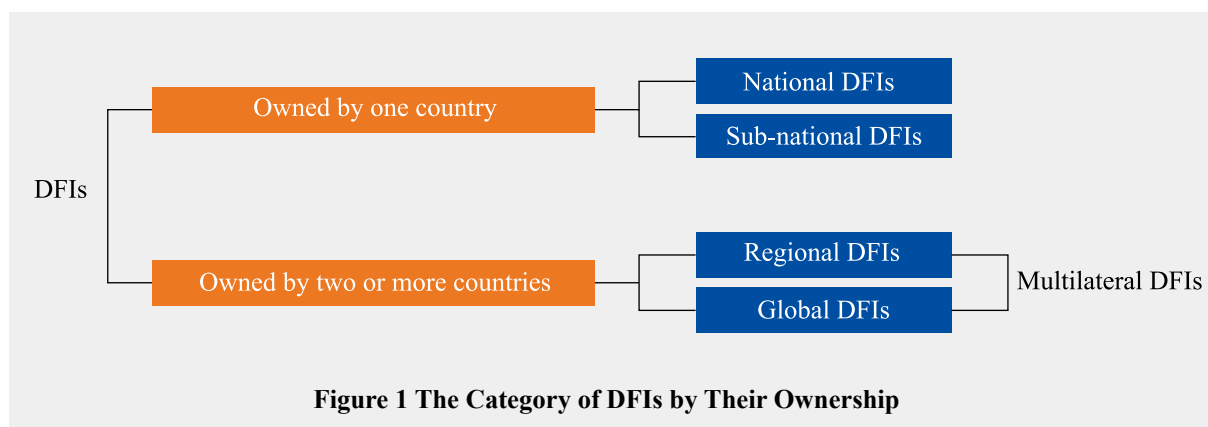 DFIs
Owned by one country
National DFIs
Sub-national DFIs
Owned by two or more countries
Regional DFIs
Global DFIs
Multilateral DFIs
Figure 1 The Category of DFIs by Their Ownership